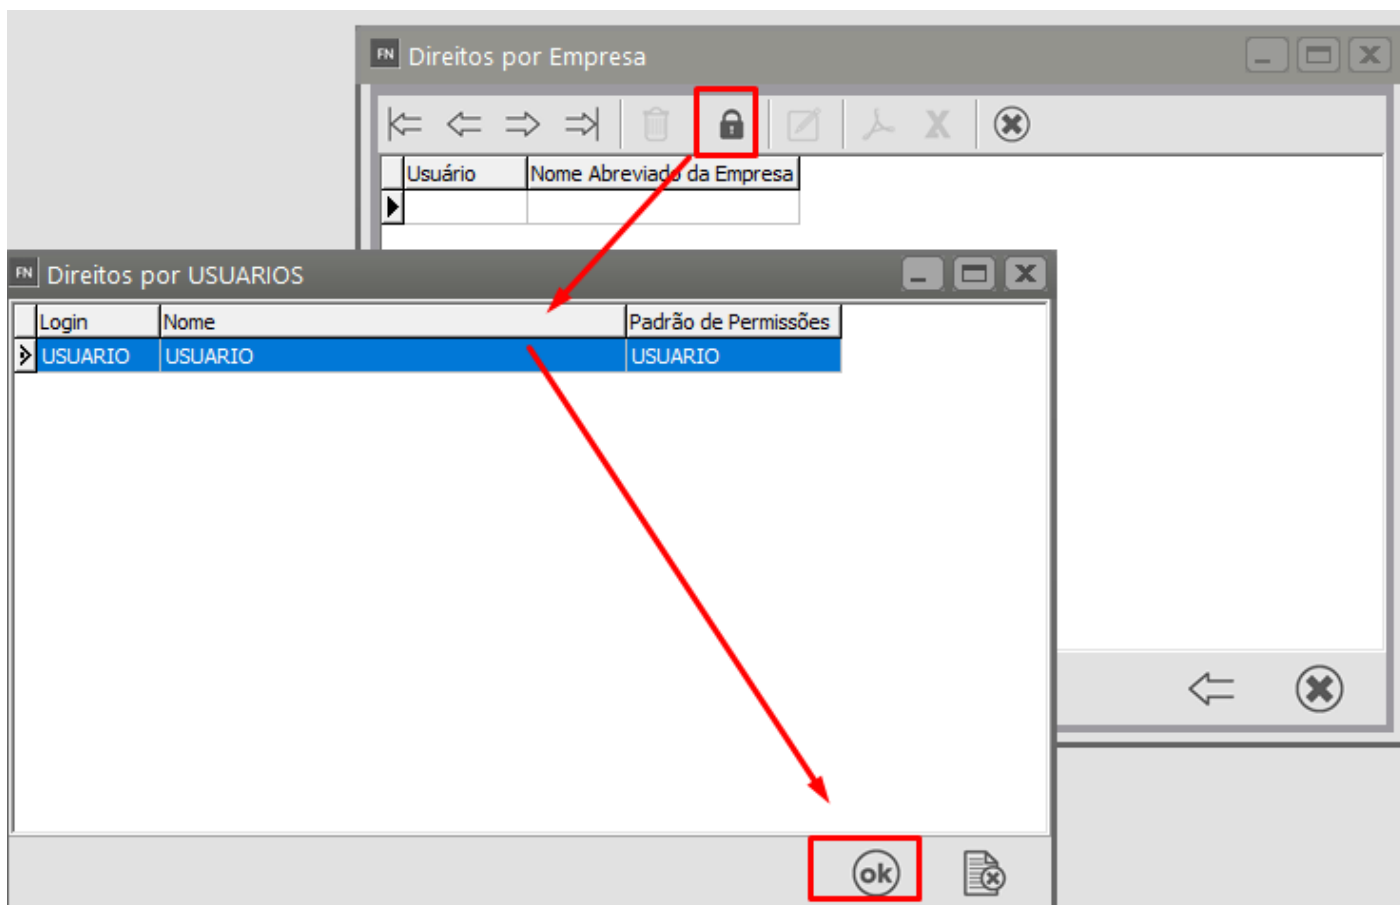 FN Direitos por Empresa
Usuário Nome Abreviado da Empresa
FN Direitos por USUARIOS
Login Nome Padrão de Permissões
USUARIO USUARIO USUARIO
ok